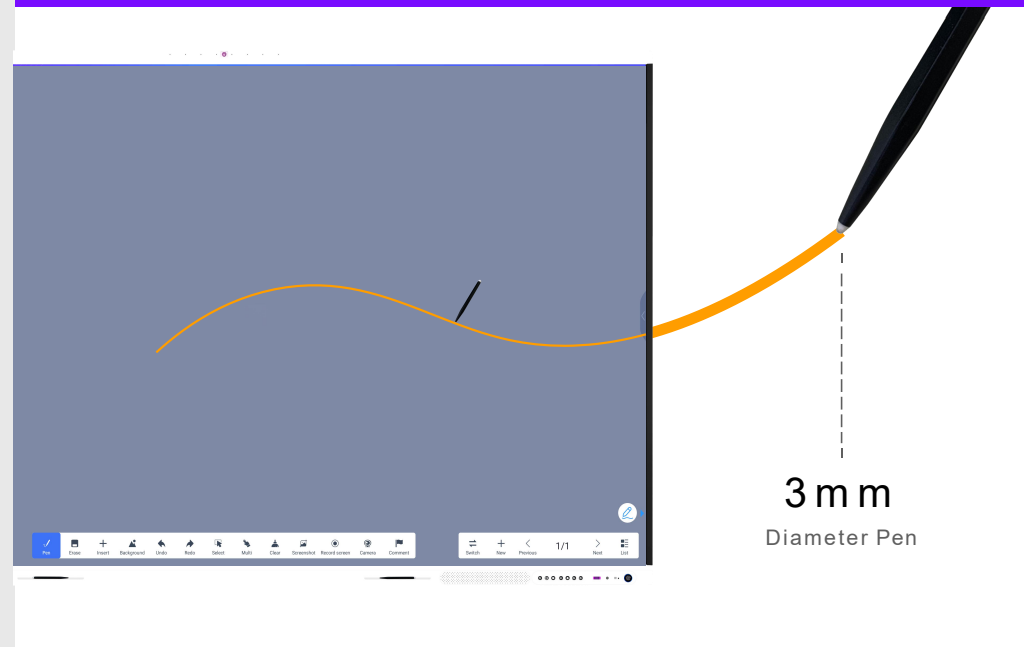 3mm
Diameter Pen
Pen Erase Insert Background Undo Redo Select Multi Clear Screenshot Record screen Camera Comment
Switch New Previous 1/1 Next List